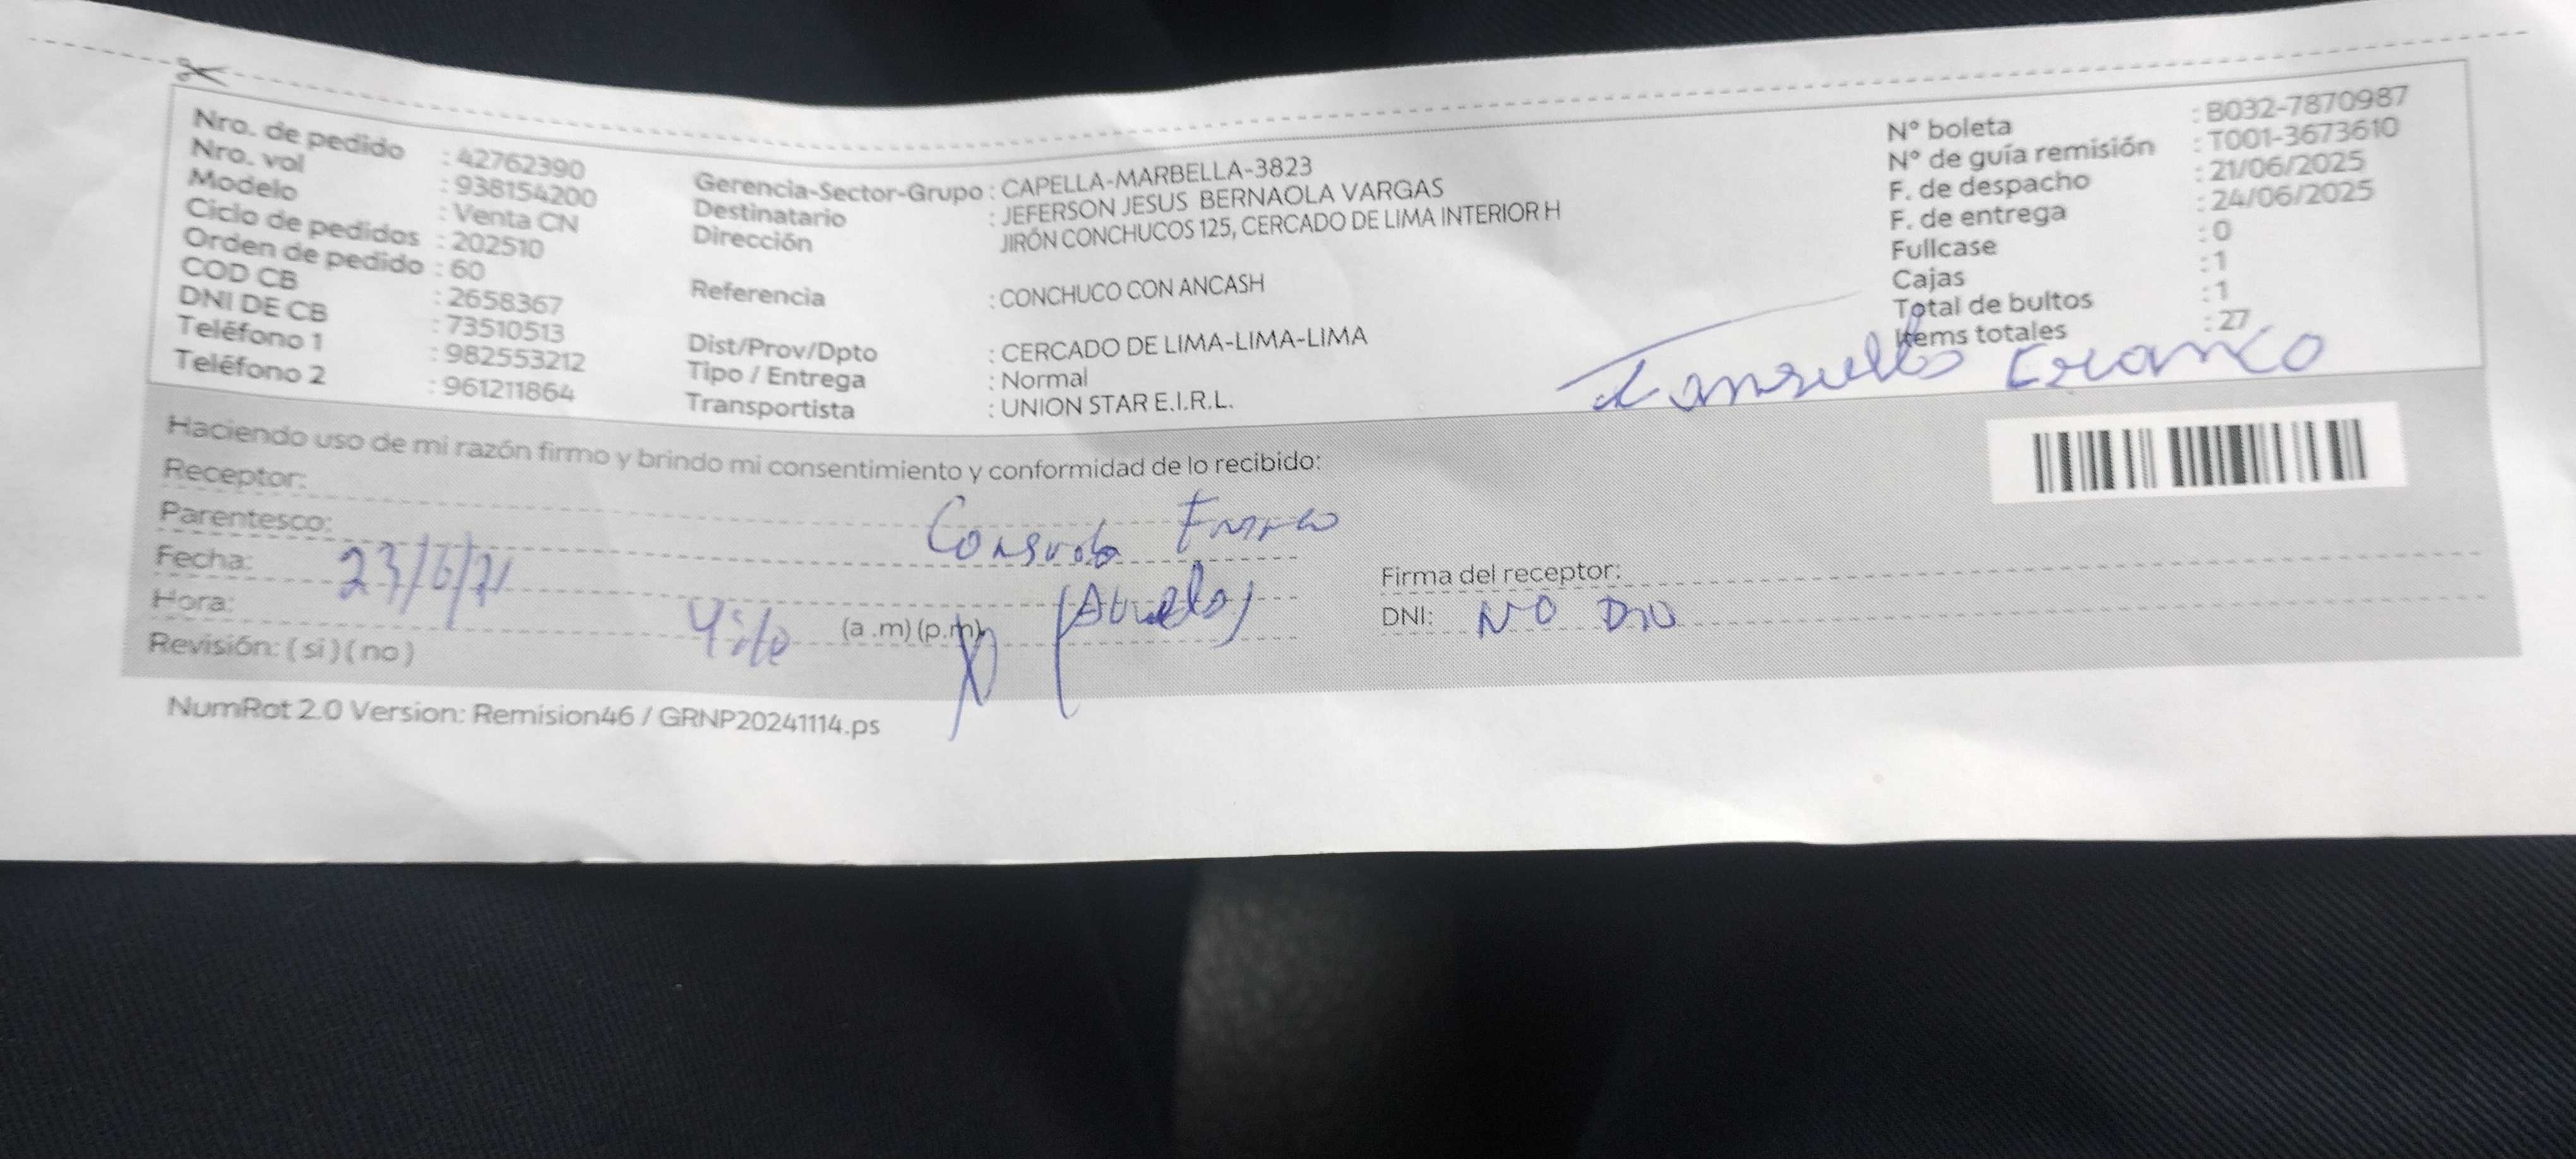 Nro. de pedido : 42762390
Nro. vol : 938154200
Modelo : Venta CN
Ciclo de pedidos : 202510
Orden de pedido : 60
COD CB : 2658367
DNI DE CB : 73510513
Teléfono 1 : 982553212
Teléfono 2 : 961211864
Gerencia-Sector-Grupo : CAPELLA-MARBELLA-3823
Destinatario : JEFERSON JESUS BERNAOLA VARGAS
Dirección : JIRÓN CONCHUCOS 125, CERCADO DE LIMA INTERIOR H
Referencia : CONCHUCO CON ANCASH
Dist/Prov/Dpto : CERCADO DE LIMA-LIMA-LIMA
Tipo / Entrega : Normal
Transportista : UNION STAR E.I.R.L.
N° boleta : B032-7870987
N° de guía remisión : T001-3673610
F. de despacho : 21/06/2025
F. de entrega : 24/06/2025
Fullcase : 0
Cajas : 1
Total de bultos : 1
Items totales : 27
Franco
Haciendo uso de mi razón firmo y brindo mi consentimiento y conformidad de lo recibido:
Receptor:
Parentesco:
Fecha:
Hora: (a .m) (p.m)
Revisión: ( si ) ( no )
Firma del receptor:
DNI: NO
NumRot 2.0 Version: Remision46 / GRNP20241114.ps